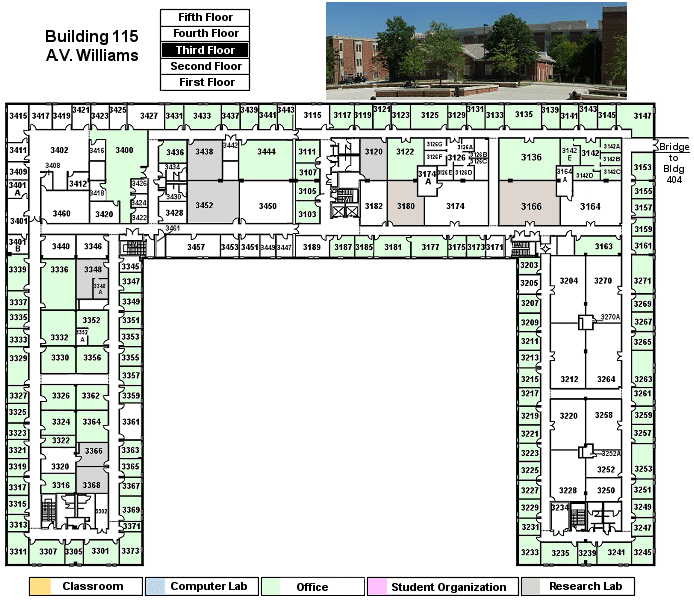 Building 115
A.V. Williams
Fifth Floor
Fourth Floor
Third Floor
Second Floor
First Floor
3415 3417 3419 3421 3423 3425 3427 3431 3433 3437 3439 3441 3443 3115 3117 3119 3121 3123 3125 3127 3129 3131 3133 3135 3139 3141 3143 3145 3147
3411 3402 3400 3416 3436 3438 3442 3444 3111 3120 3122 3126G 3126F 3126E 3126D 3126 3126A 3126B 3126C 3136 3142E 3142 3142A 3142B 3142C 3142D
Bridge
to
Bldg
404
3409 3408 3412 3418 3426 3424 3422 3434 3430 3107 3174A 3164A 3153
3401 3105 3155
3401 3460 3420 3428 3452 3450 3103 3182 3180 3174 3166 3164 3157
3461 3159
3401B 3440 3346 3457 3453 3451 3449 3447 3189 3187 3185 3181 3177 3175 3173 3171 3163 3161
3339 3336 3348 3348A 3345 3347 3203 3205 3204 3270 3271
3337 3349 3207 3269
3335 3352 3352A 3351 3209 3270A 3267
3333 3332 3353 3211 3265
3329 3330 3356 3355 3213
3357 3215 3212 3264 3263
3327 3326 3362 3359 3217 3261
3325 3324 3364 3361 3219 3220 3258 3259
3323 3322 3221 3257
3321 3320 3366 3363 3223 3252A
3319 3365 3225 3252 3253
3317 3316 3368 3367 3227 3228 3250 3251
3315 3302 3369 3229 3234 3249
3313 3371 3231 3247
3311 3307 3305 3301 3373 3233 3235 3239 3241 3245
Classroom
Computer Lab
Office
Student Organization
Research Lab